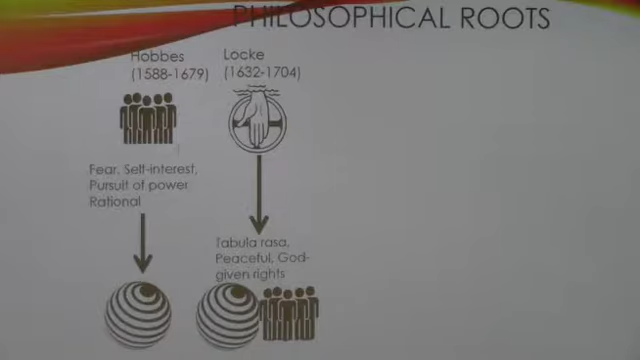 PHILOSOPHICAL ROOTS
Hobbes
(1588-1679)
Locke
(1632-1704)
Fear, Self-interest,
Pursuit of power
Rational
Tabula rasa,
Peaceful, God-
given rights